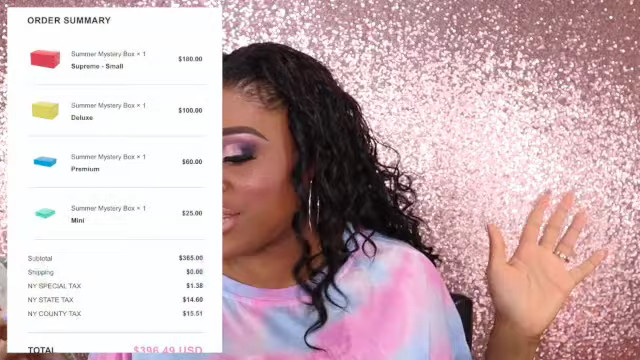 ORDER SUMMARY
Summer Mystery Box × 1
$180.00
Supreme - Small
Summer Mystery Box × 1
$100.00
Deluxe
Summer Mystery Box × 1
$60.00
Premium
Summer Mystery Box × 1
$25.00
Mini
Subtotal $365.00
Shipping $0.00
NY SPECIAL TAX $1.38
NY STATE TAX $14.60
NY COUNTY TAX $15.51
TOTAL $396.49 USD